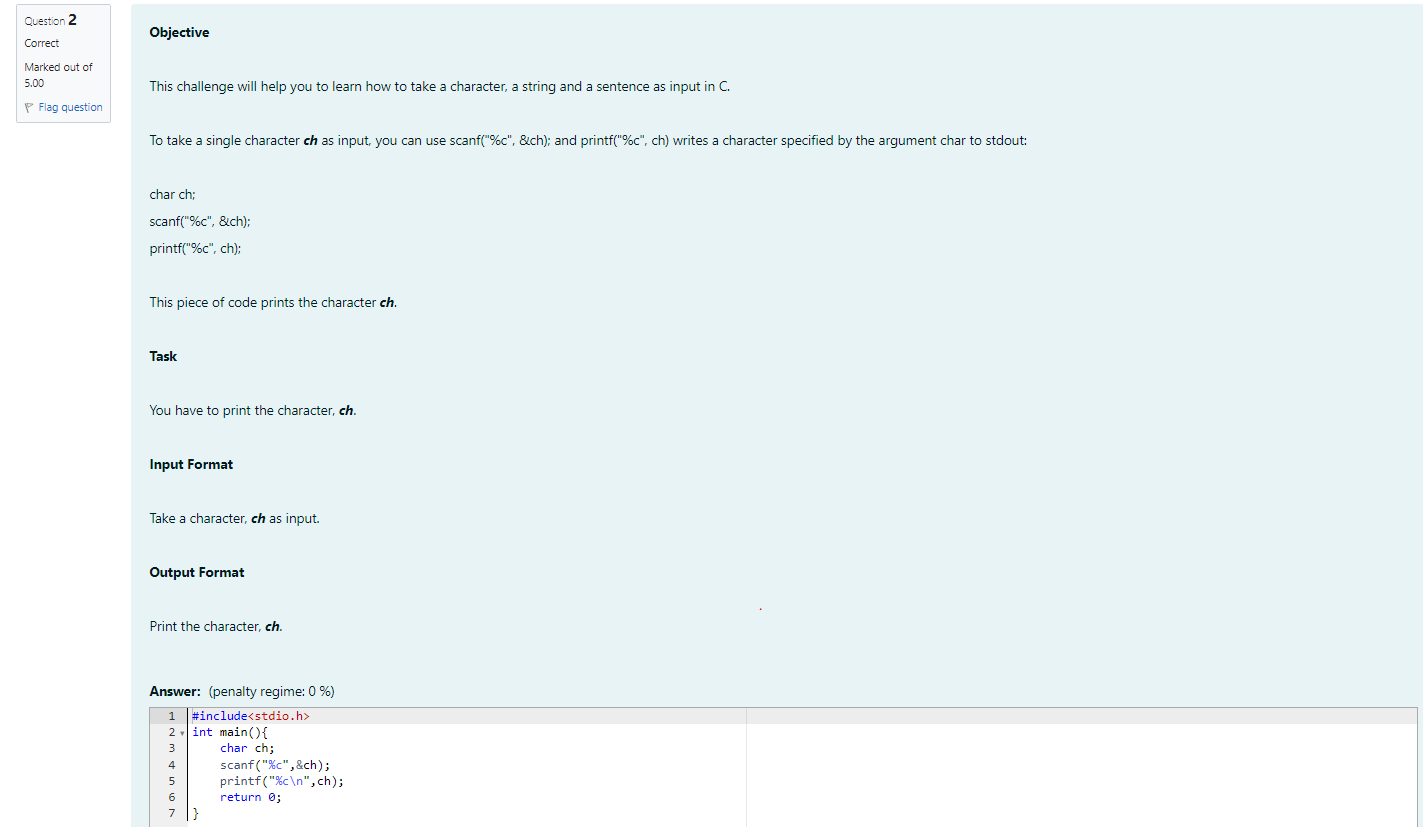 Question 2
Correct
Marked out of
5.00
Flag question
Objective
This challenge will help you to learn how to take a character, a string and a sentence as input in C.
To take a single character ch as input, you can use scanf("%c", &ch); and printf("%c", ch) writes a character specified by the argument char to stdout:
char ch;
scanf("%c", &ch);
printf("%c", ch);
This piece of code prints the character ch.
Task
You have to print the character, ch.
Input Format
Take a character, ch as input.
Output Format
Print the character, ch.
Answer: (penalty regime: 0 %)
1 #include<stdio.h>
2 int main(){
3 char ch;
4 scanf("%c",&ch);
5 printf("%c\n",ch);
6 return 0;
7 }